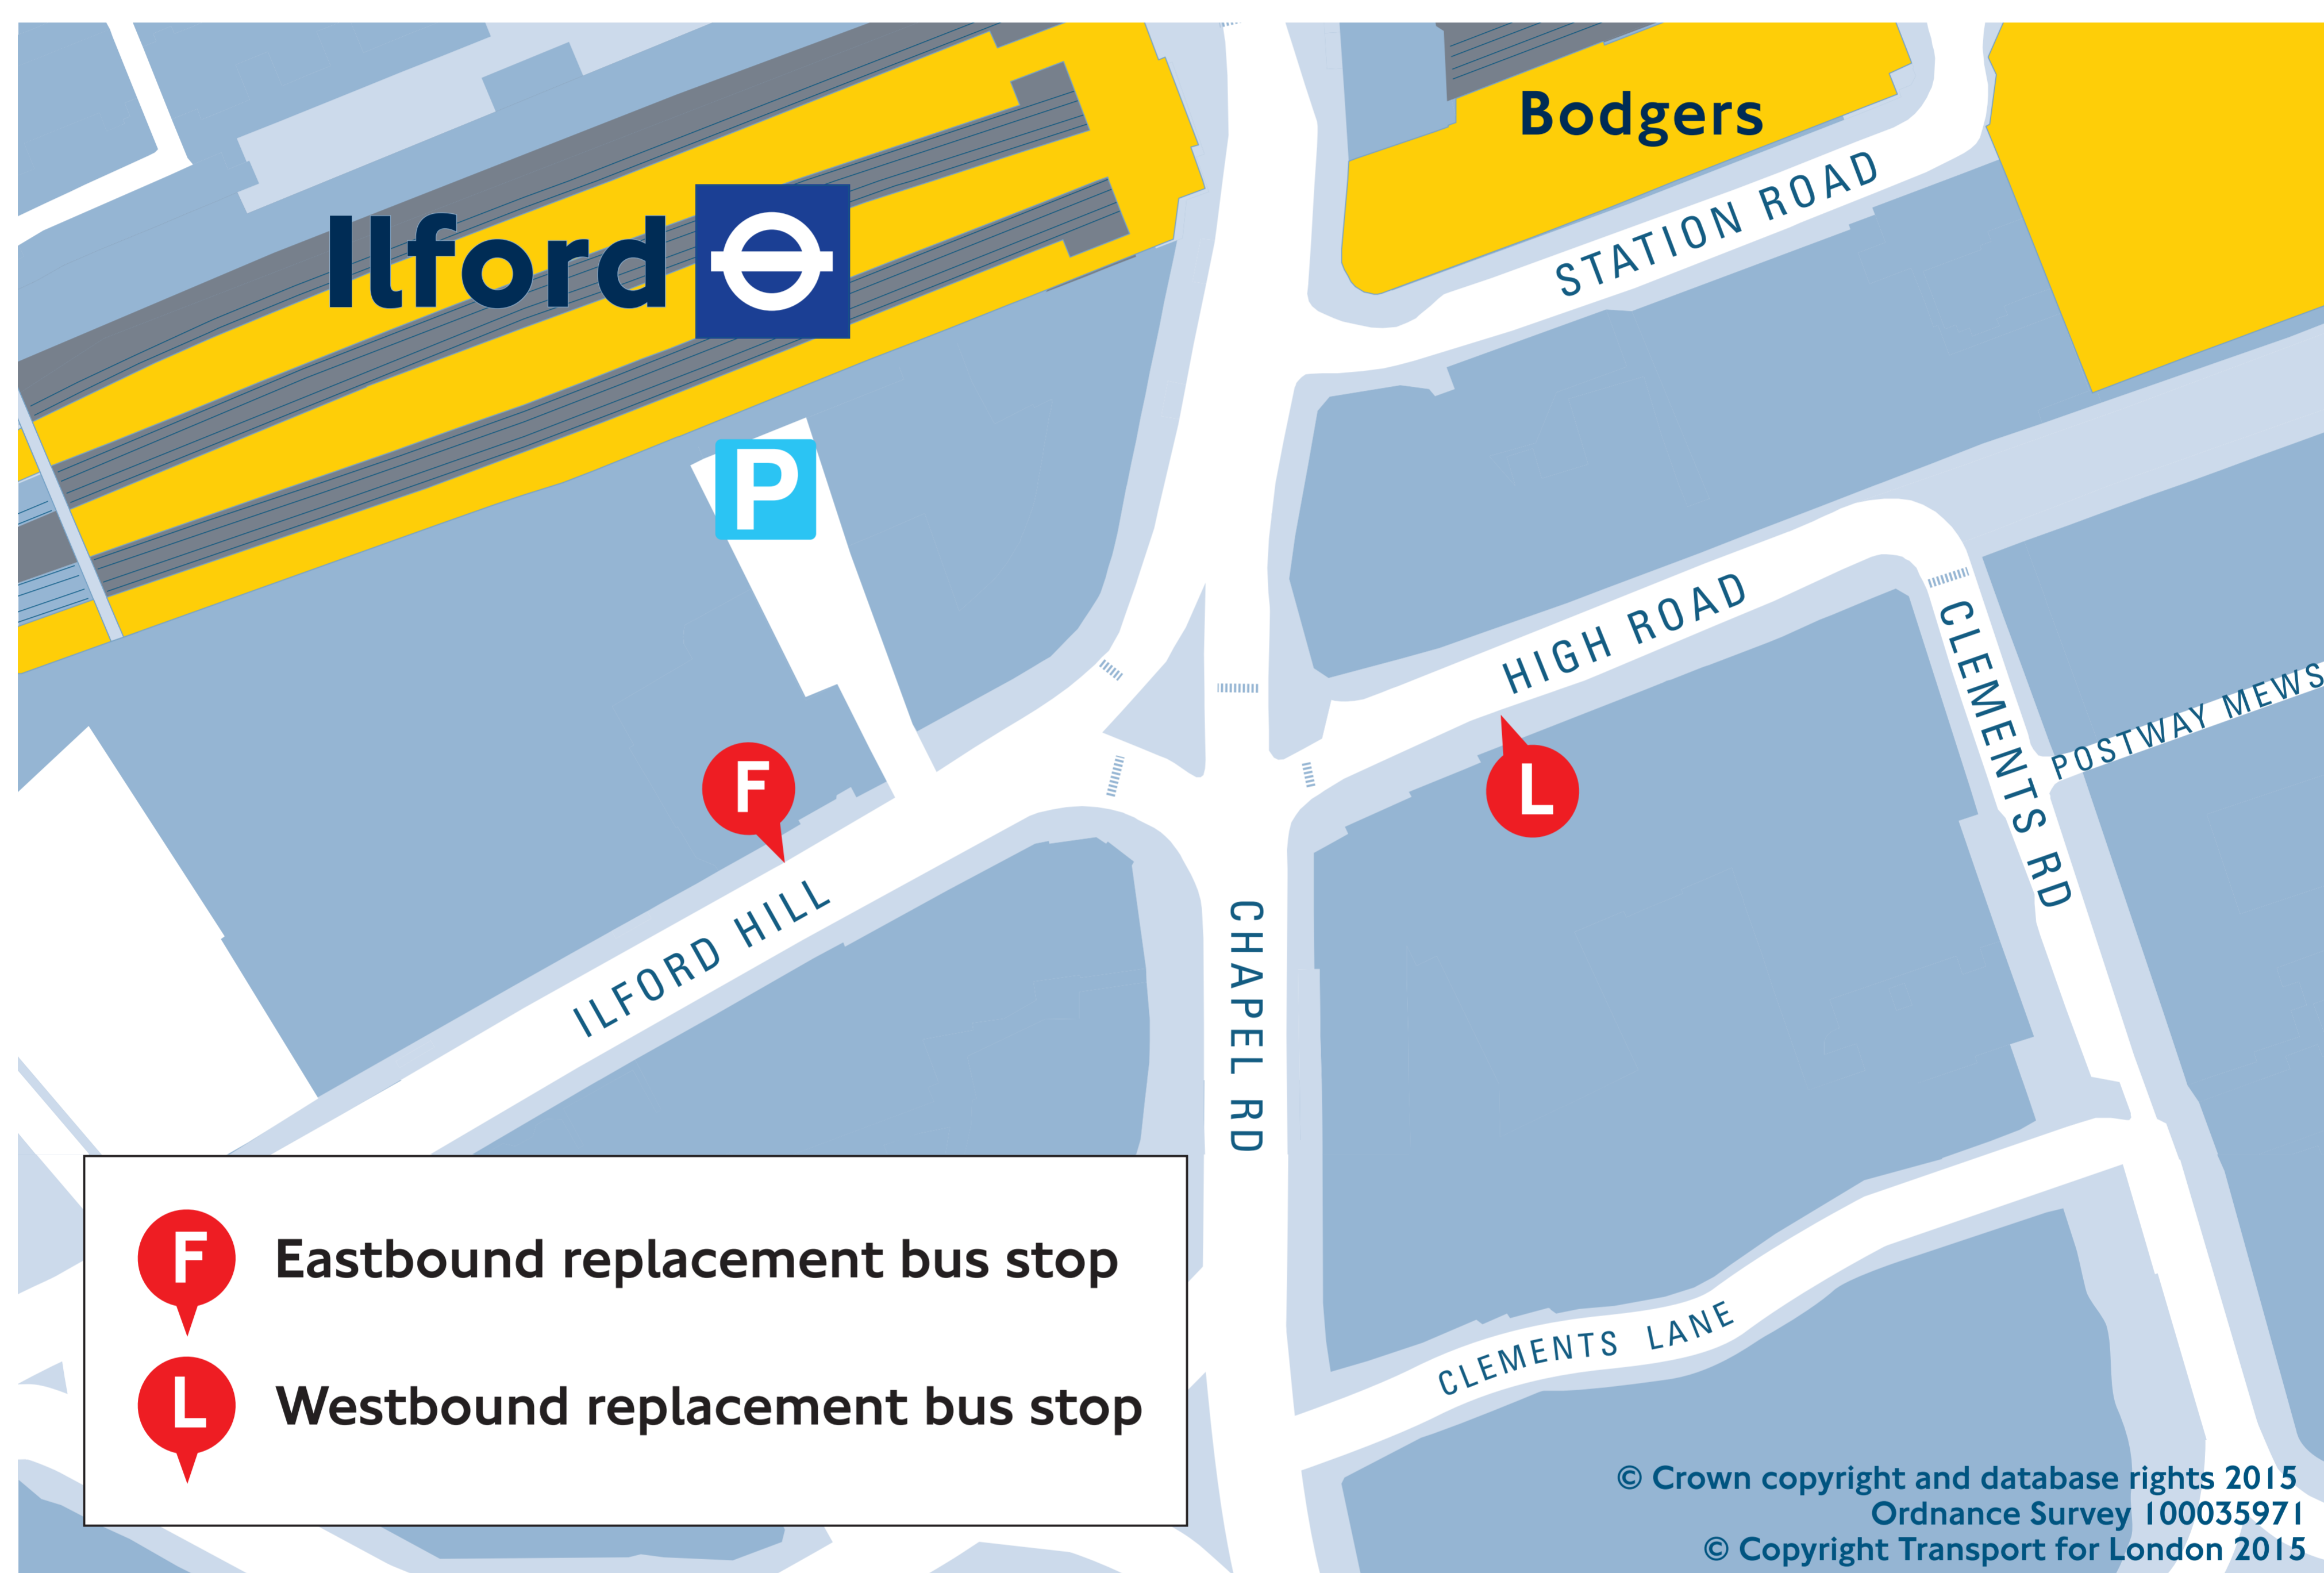 Bodgers
STATION ROAD
Ilford
P
HIGH ROAD
CLEMENTS RD
POSTWAY MEWS
F
L
ILFORD HILL
CHAPEL RD
F Eastbound replacement bus stop
L Westbound replacement bus stop
CLEMENTS LANE
© Crown copyright and database rights 2015
Ordnance Survey 100035971
© Copyright Transport for London 2015